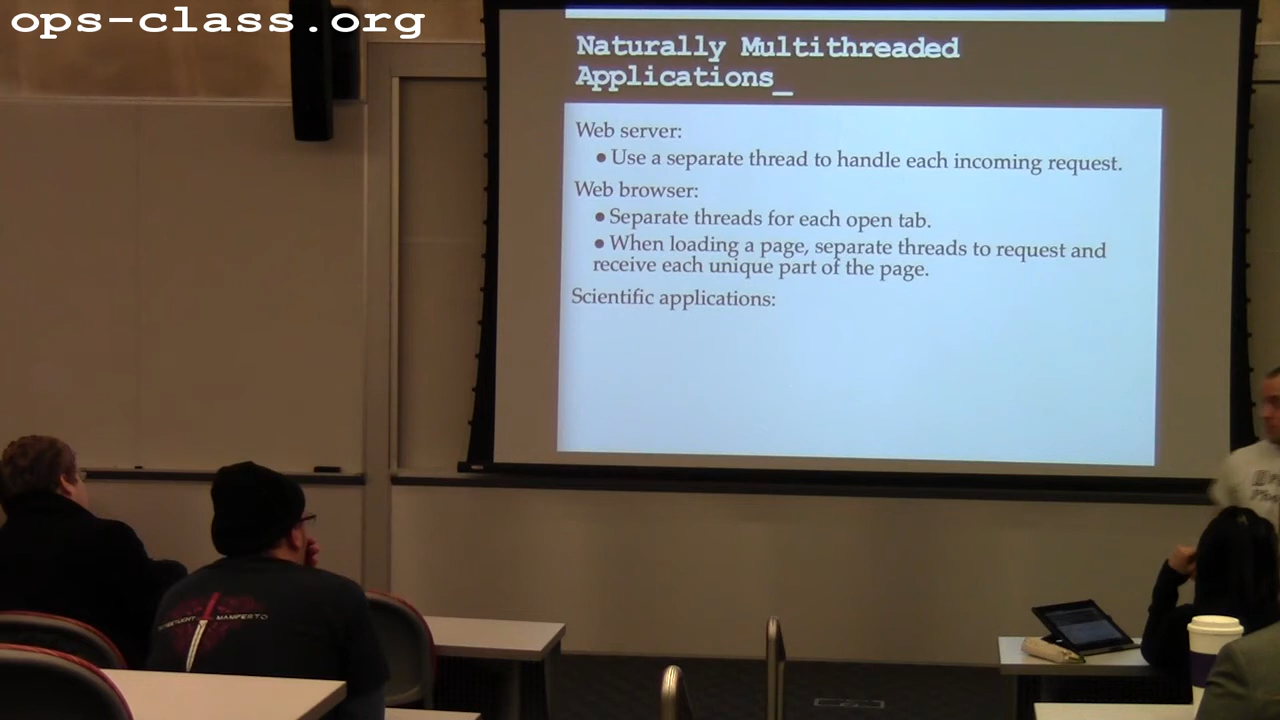 ops-class.org
Naturally Multithreaded
Applications_
Web server:
• Use a separate thread to handle each incoming request.
Web browser:
• Separate threads for each open tab.
• When loading a page, separate threads to request and
receive each unique part of the page.
Scientific applications:
MANIFESTO